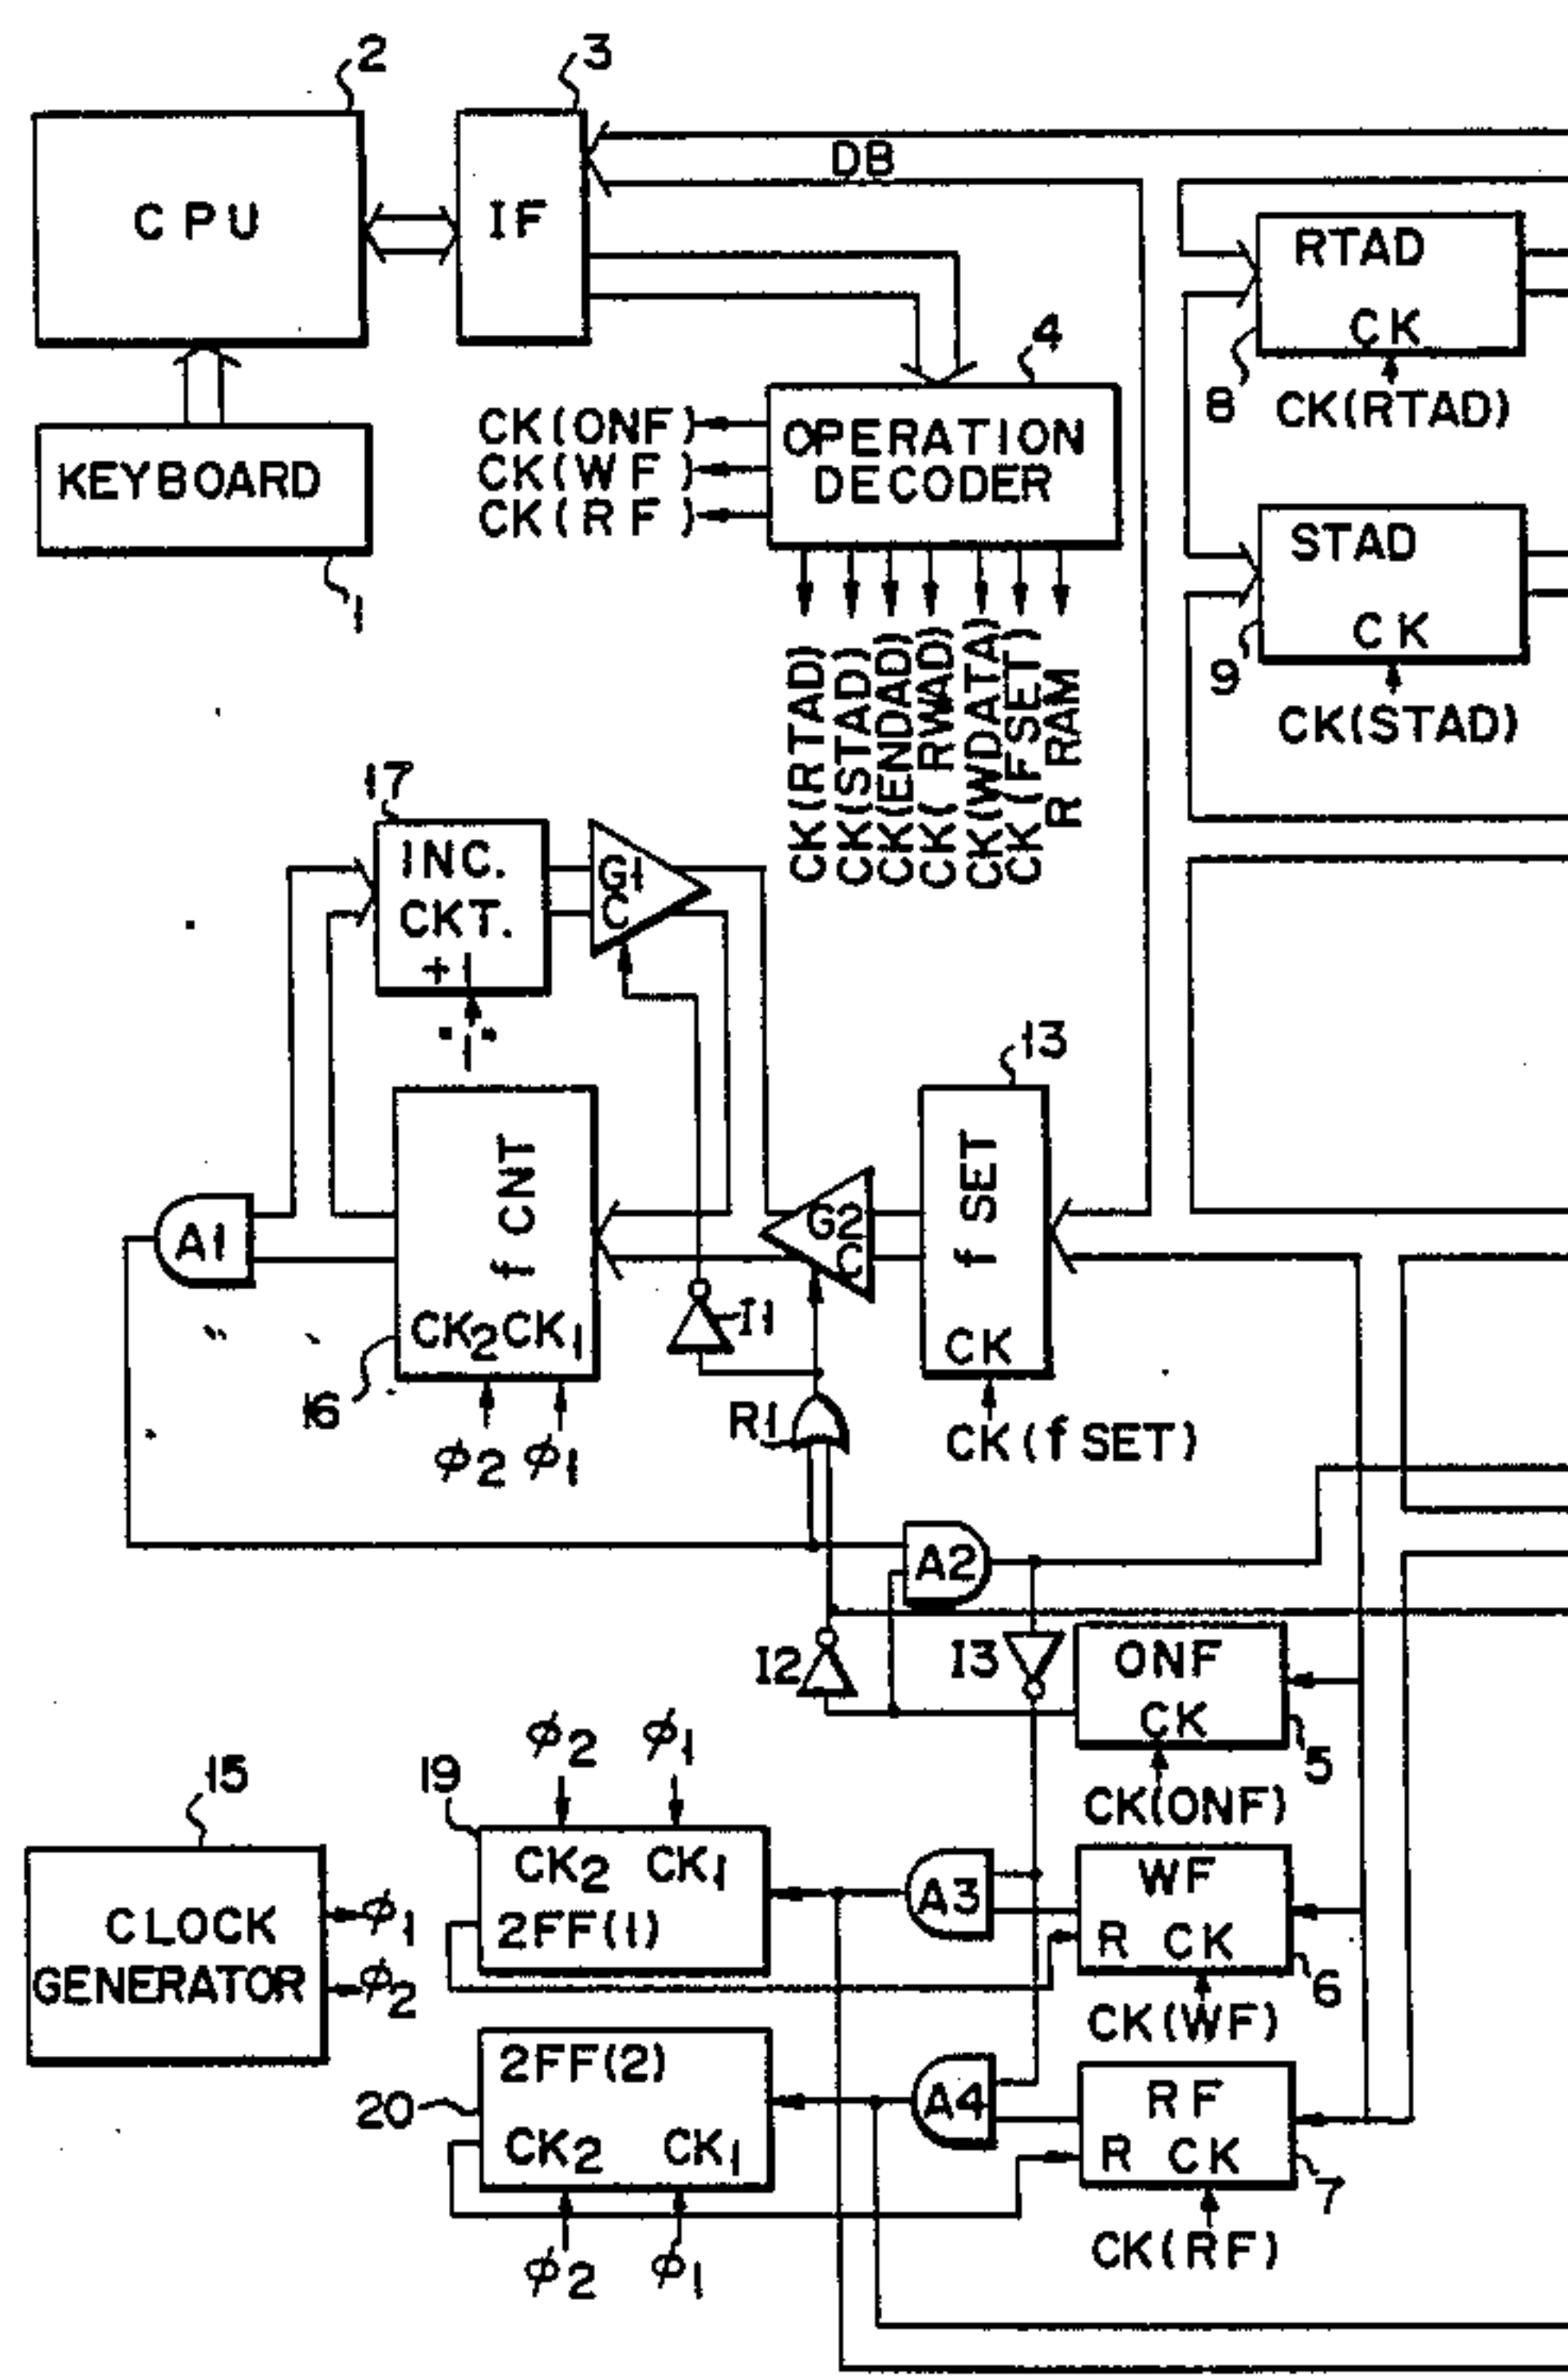 2
3
CPU
IF
DB
RTAD
CK
8
CK(RTAD)
KEYBOARD
1
4
OPERATION
DECODER
CK(ONF)
CK(WF)
CK(RF)
CK(RTAD)
CK(STAD)
CK(ENDAD)
CK(RWAD)
CK(WDATA)
CK(fSET)
R RAM
STAD
CK
9
CK(STAD)
17
INC.
CKT.
+1
"1"
G1
C
13
f SET
CK
CK(fSET)
G2
C
f CNT
CK2 CK1
16
φ2 φ1
A1
I1
R1
A2
I2
I3
ONF
CK
5
CK(ONF)
15
CLOCK
GENERATOR
φ1
φ2
19
φ2 φ1
CK2 CK1
2FF(1)
A3
WF
R CK
6
CK(WF)
20
2FF(2)
CK2 CK1
φ2 φ1
A4
RF
R CK
7
CK(RF)